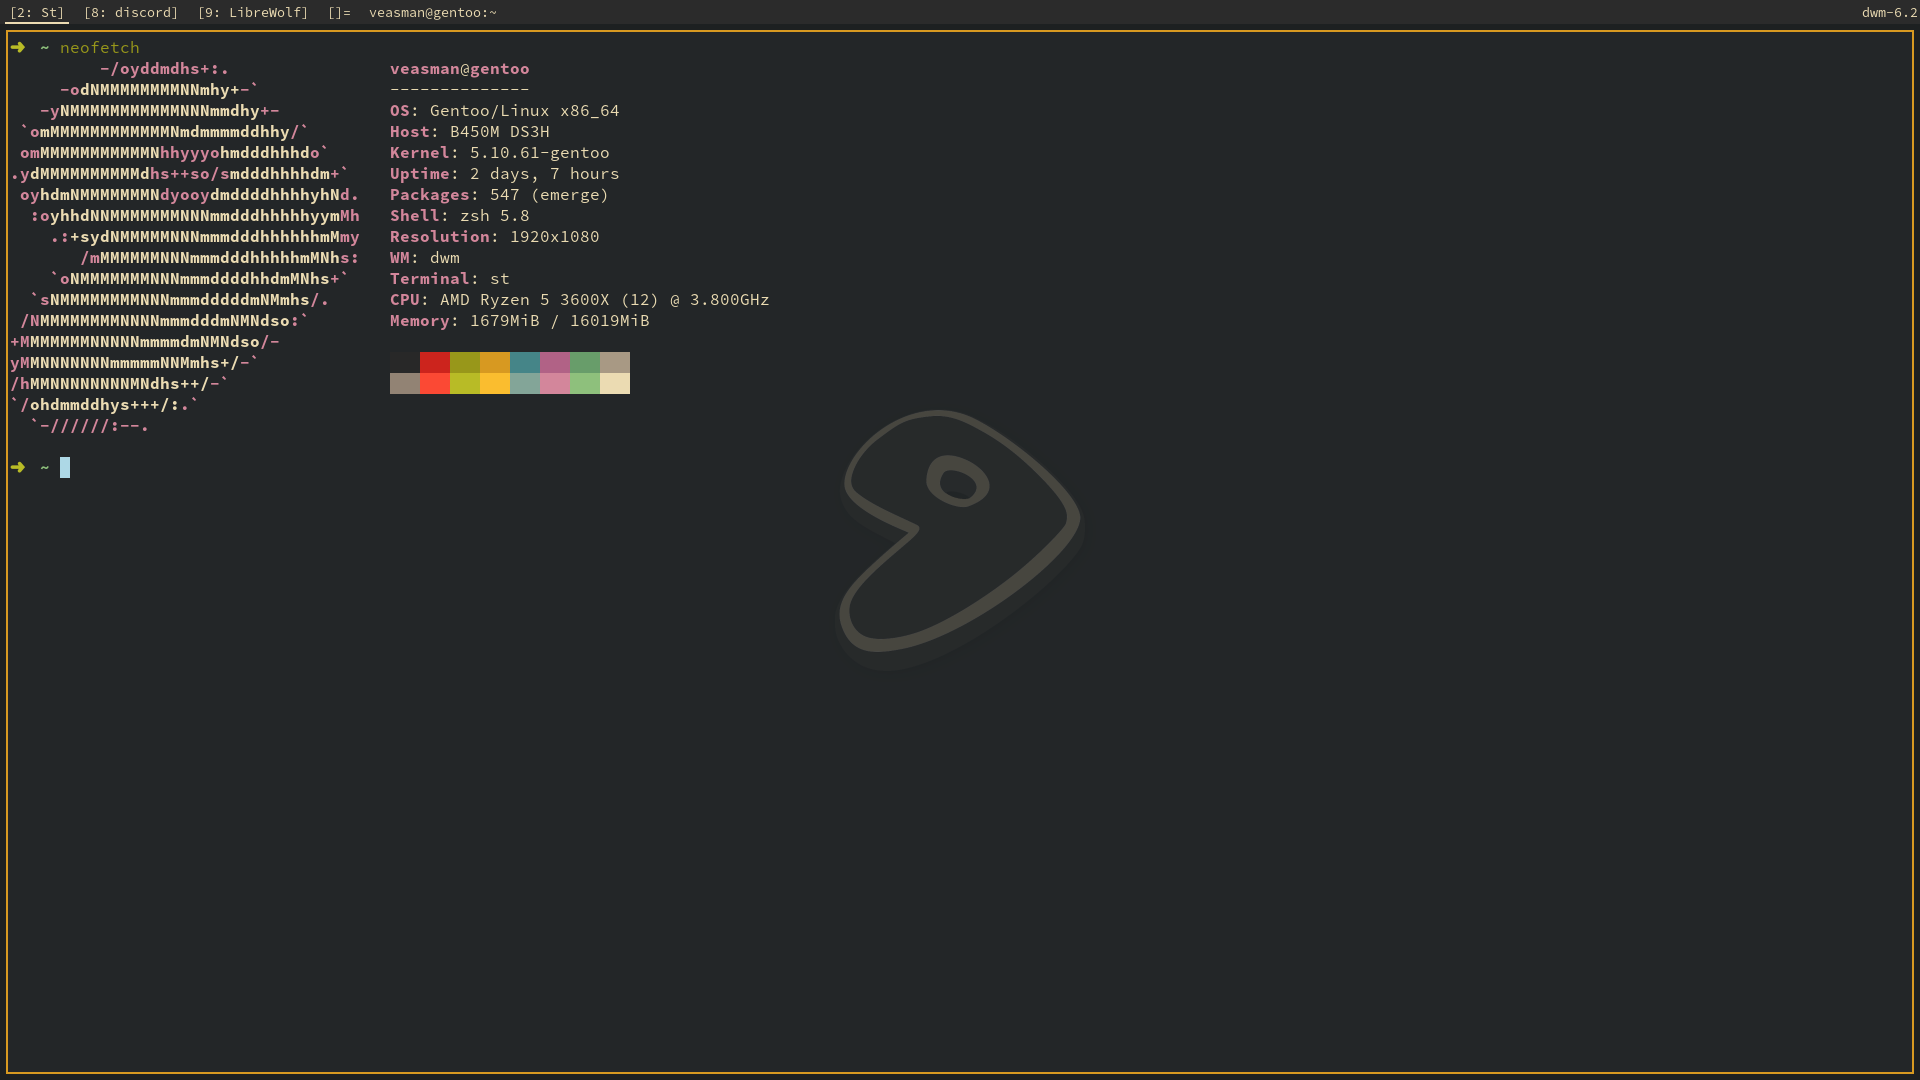 [2: St] [8: discord] [9: LibreWolf] []= veasman@gentoo:~ dwm-6.2
➜ ~ neofetch
-/oyddmdhs+:. veasman@gentoo
-odNMMMMMMMMNNmhy+-` --------------
-yNMMMMMMMMMMMNNNmmdhy+- OS: Gentoo/Linux x86_64
`omMMMMMMMMMMMMNmdmmmmddhhy/` Host: B450M DS3H
omMMMMMMMMMMMNhhyyyohmdddhhhdo` Kernel: 5.10.61-gentoo
.ydMMMMMMMMMMdhs++so/smdddhhhhdm+` Uptime: 2 days, 7 hours
oyhdmNMMMMMMMNdyooydmddddhhhhyhNd. Packages: 547 (emerge)
:oyhhdNNMMMMMMMNNNmmdddhhhhhyymMh Shell: zsh 5.8
.:+sydNMMMMMNNNmmmdddhhhhhhmMmy Resolution: 1920x1080
/mMMMMMMNNNmmmdddhhhhhmMNhs: WM: dwm
`oNMMMMMMMNNNmmmddddhhdmMNhs+` Terminal: st
`sNMMMMMMMMNNNmmmdddddmNMmhs/. CPU: AMD Ryzen 5 3600X (12) @ 3.800GHz
/NMMMMMMMMNNNNmmmdddmNMNdso:` Memory: 1679MiB / 16019MiB
+MMMMMMMNNNNNmmmmdmNMNdso/-
yMMNNNNNNNmmmmmNNMmhs+/-`
/hMMNNNNNNNNMNdhs++/-`
`/ohdmmddhys+++/:.`
`-//////:--.
➜ ~